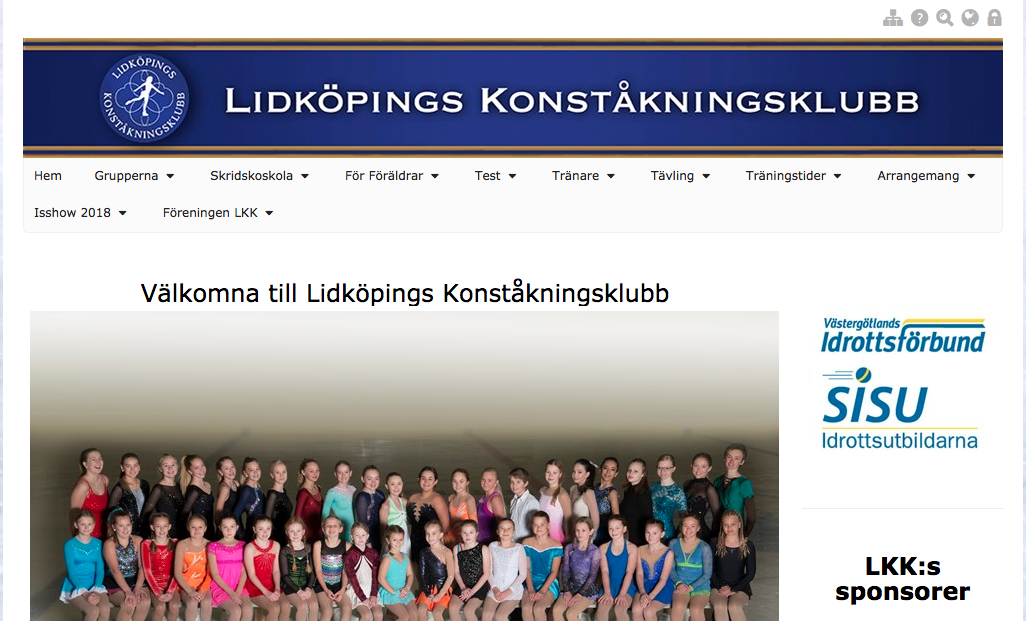 LIDKÖPINGS
KONSTÅKNINGSKLUBB
LIDKÖPINGS KONSTÅKNINGSKLUBB
Hem Grupperna Skridskoskola För Föräldrar Test Tränare Tävling Träningstider Arrangemang
Isshow 2018 Föreningen LKK
Välkomna till Lidköpings Konståkningsklubb
Västergötlands
Idrottsförbund
SISU
Idrottsutbildarna
LKK:s
sponsorer